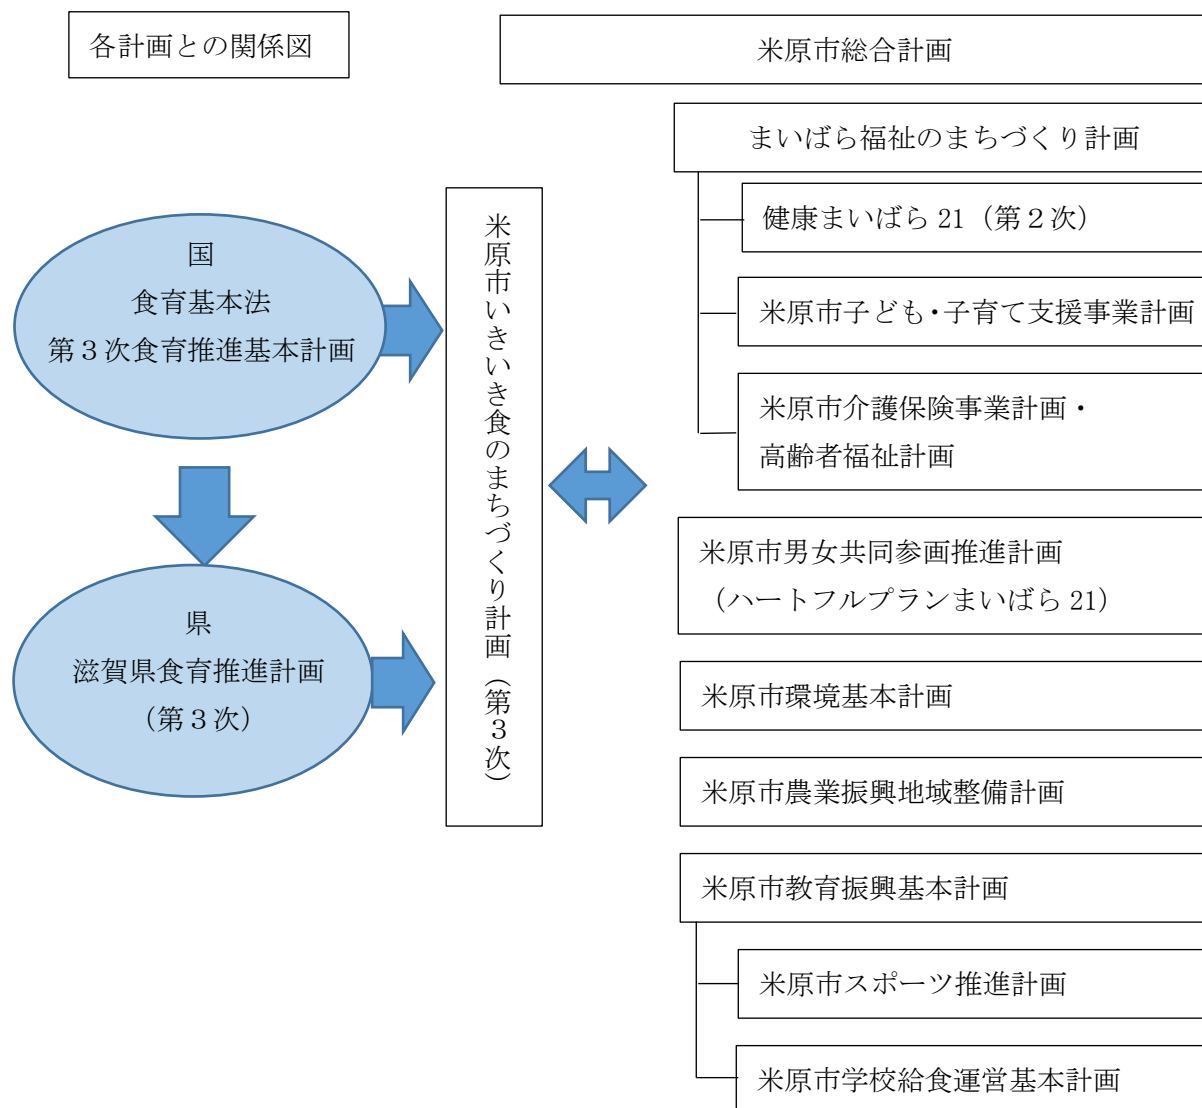 各計画との関係図
米原市総合計画
まいばら福祉のまちづくり計画
健康まいばら 21（第２次）
米原市子ども・子育て支援事業計画
米原市介護保険事業計画・
高齢者福祉計画
国
食育基本法
第３次食育推進基本計画
県
滋賀県食育推進計画
（第３次）
米原市いきいき食のまちづくり計画（第３次）
米原市男女共同参画推進計画
（ハートフルプランまいばら 21）
米原市環境基本計画
米原市農業振興地域整備計画
米原市教育振興基本計画
米原市スポーツ推進計画
米原市学校給食運営基本計画